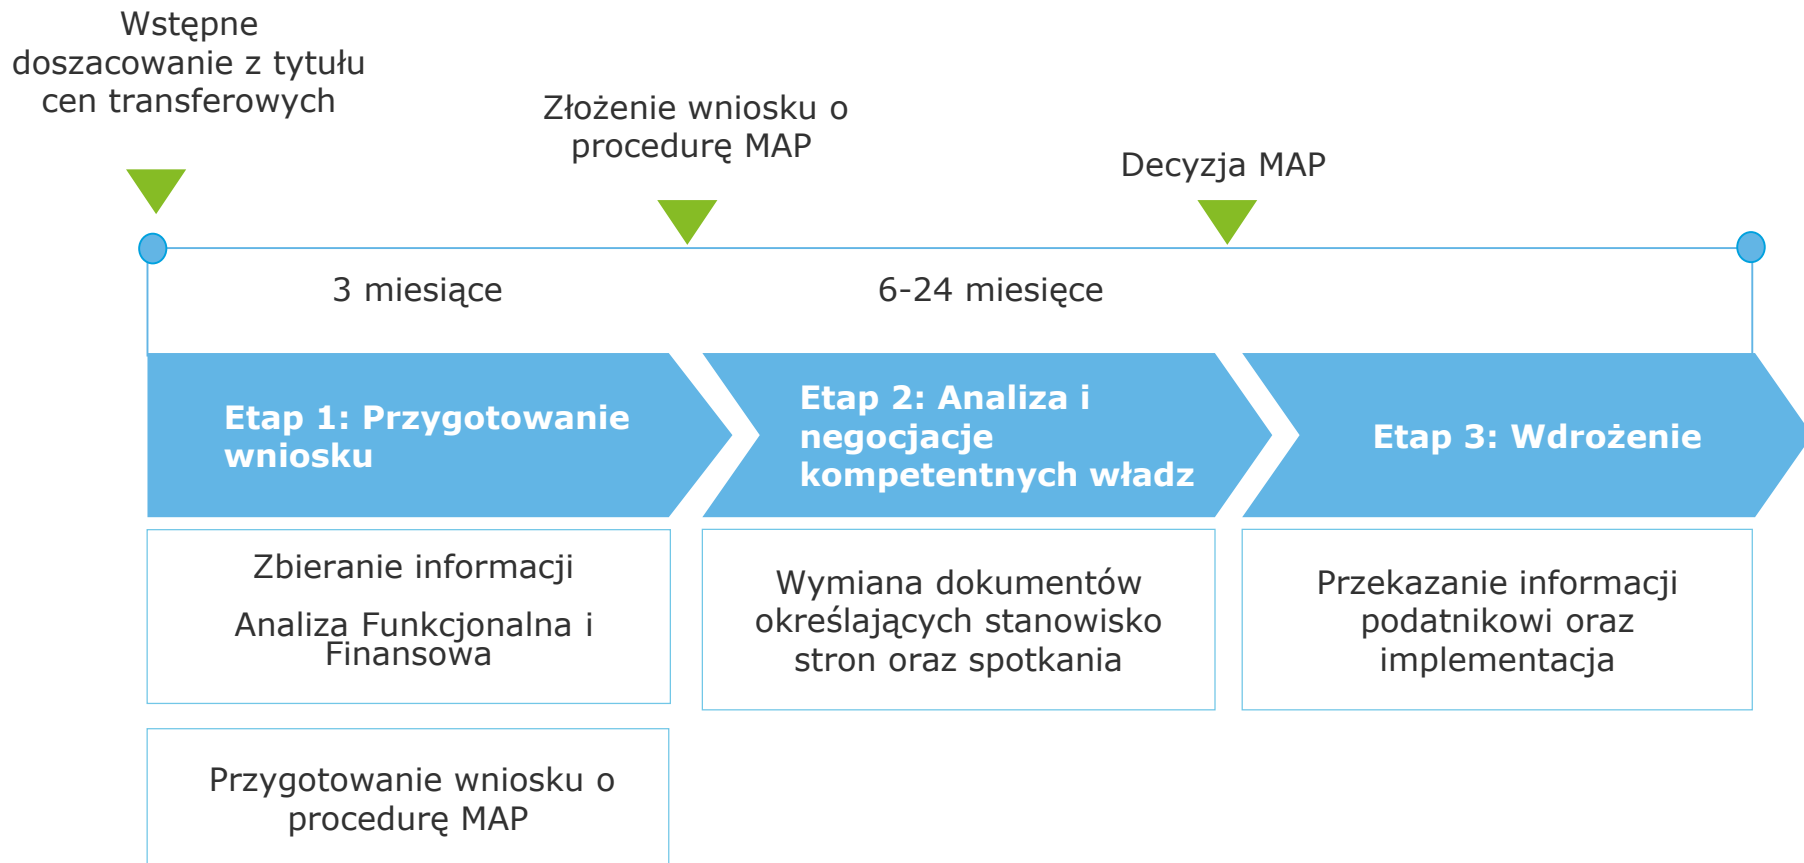 Wstępne
doszacowanie z tytułu
cen transferowych
Złożenie wniosku o
procedurę MAP
Decyzja MAP
3 miesiące
6-24 miesięce
Etap 1: Przygotowanie
wniosku
Etap 2: Analiza i
negocjacje
kompetentnych władz
Etap 3: Wdrożenie
Zbieranie informacji
Analiza Funkcjonalna i
Finansowa
Wymiana dokumentów
określających stanowisko
stron oraz spotkania
Przekazanie informacji
podatnikowi oraz
implementacja
Przygotowanie wniosku o
procedurę MAP